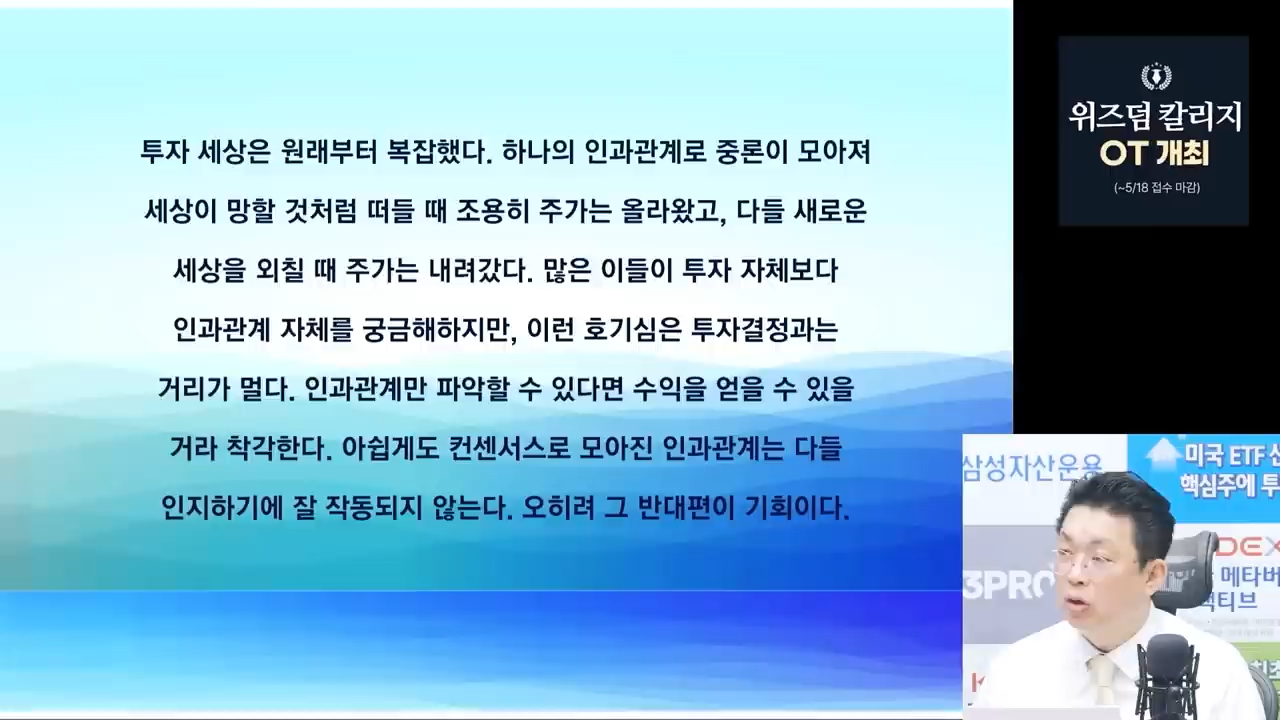 투자 세상은 원래부터 복잡했다. 하나의 인과관계로 중론이 모아져
세상이 망할 것처럼 떠들 때 조용히 주가는 올라왔고, 다들 새로운
세상을 외칠 때 주가는 내려갔다. 많은 이들이 투자 자체보다
인과관계 자체를 궁금해하지만, 이런 호기심은 투자결정과는
거리가 멀다. 인과관계만 파악할 수 있다면 수익을 얻을 수 있을
거라 착각한다. 아쉽게도 컨센서스로 모아진 인과관계는 다들
인지하기에 잘 작동되지 않는다. 오히려 그 반대편이 기회이다.
위즈덤 칼리지
OT 개최
(~5/18 접수 마감)
삼성자산운용
미국 ETF
핵심주에 투
DEX
메타버
3PRO
액티브